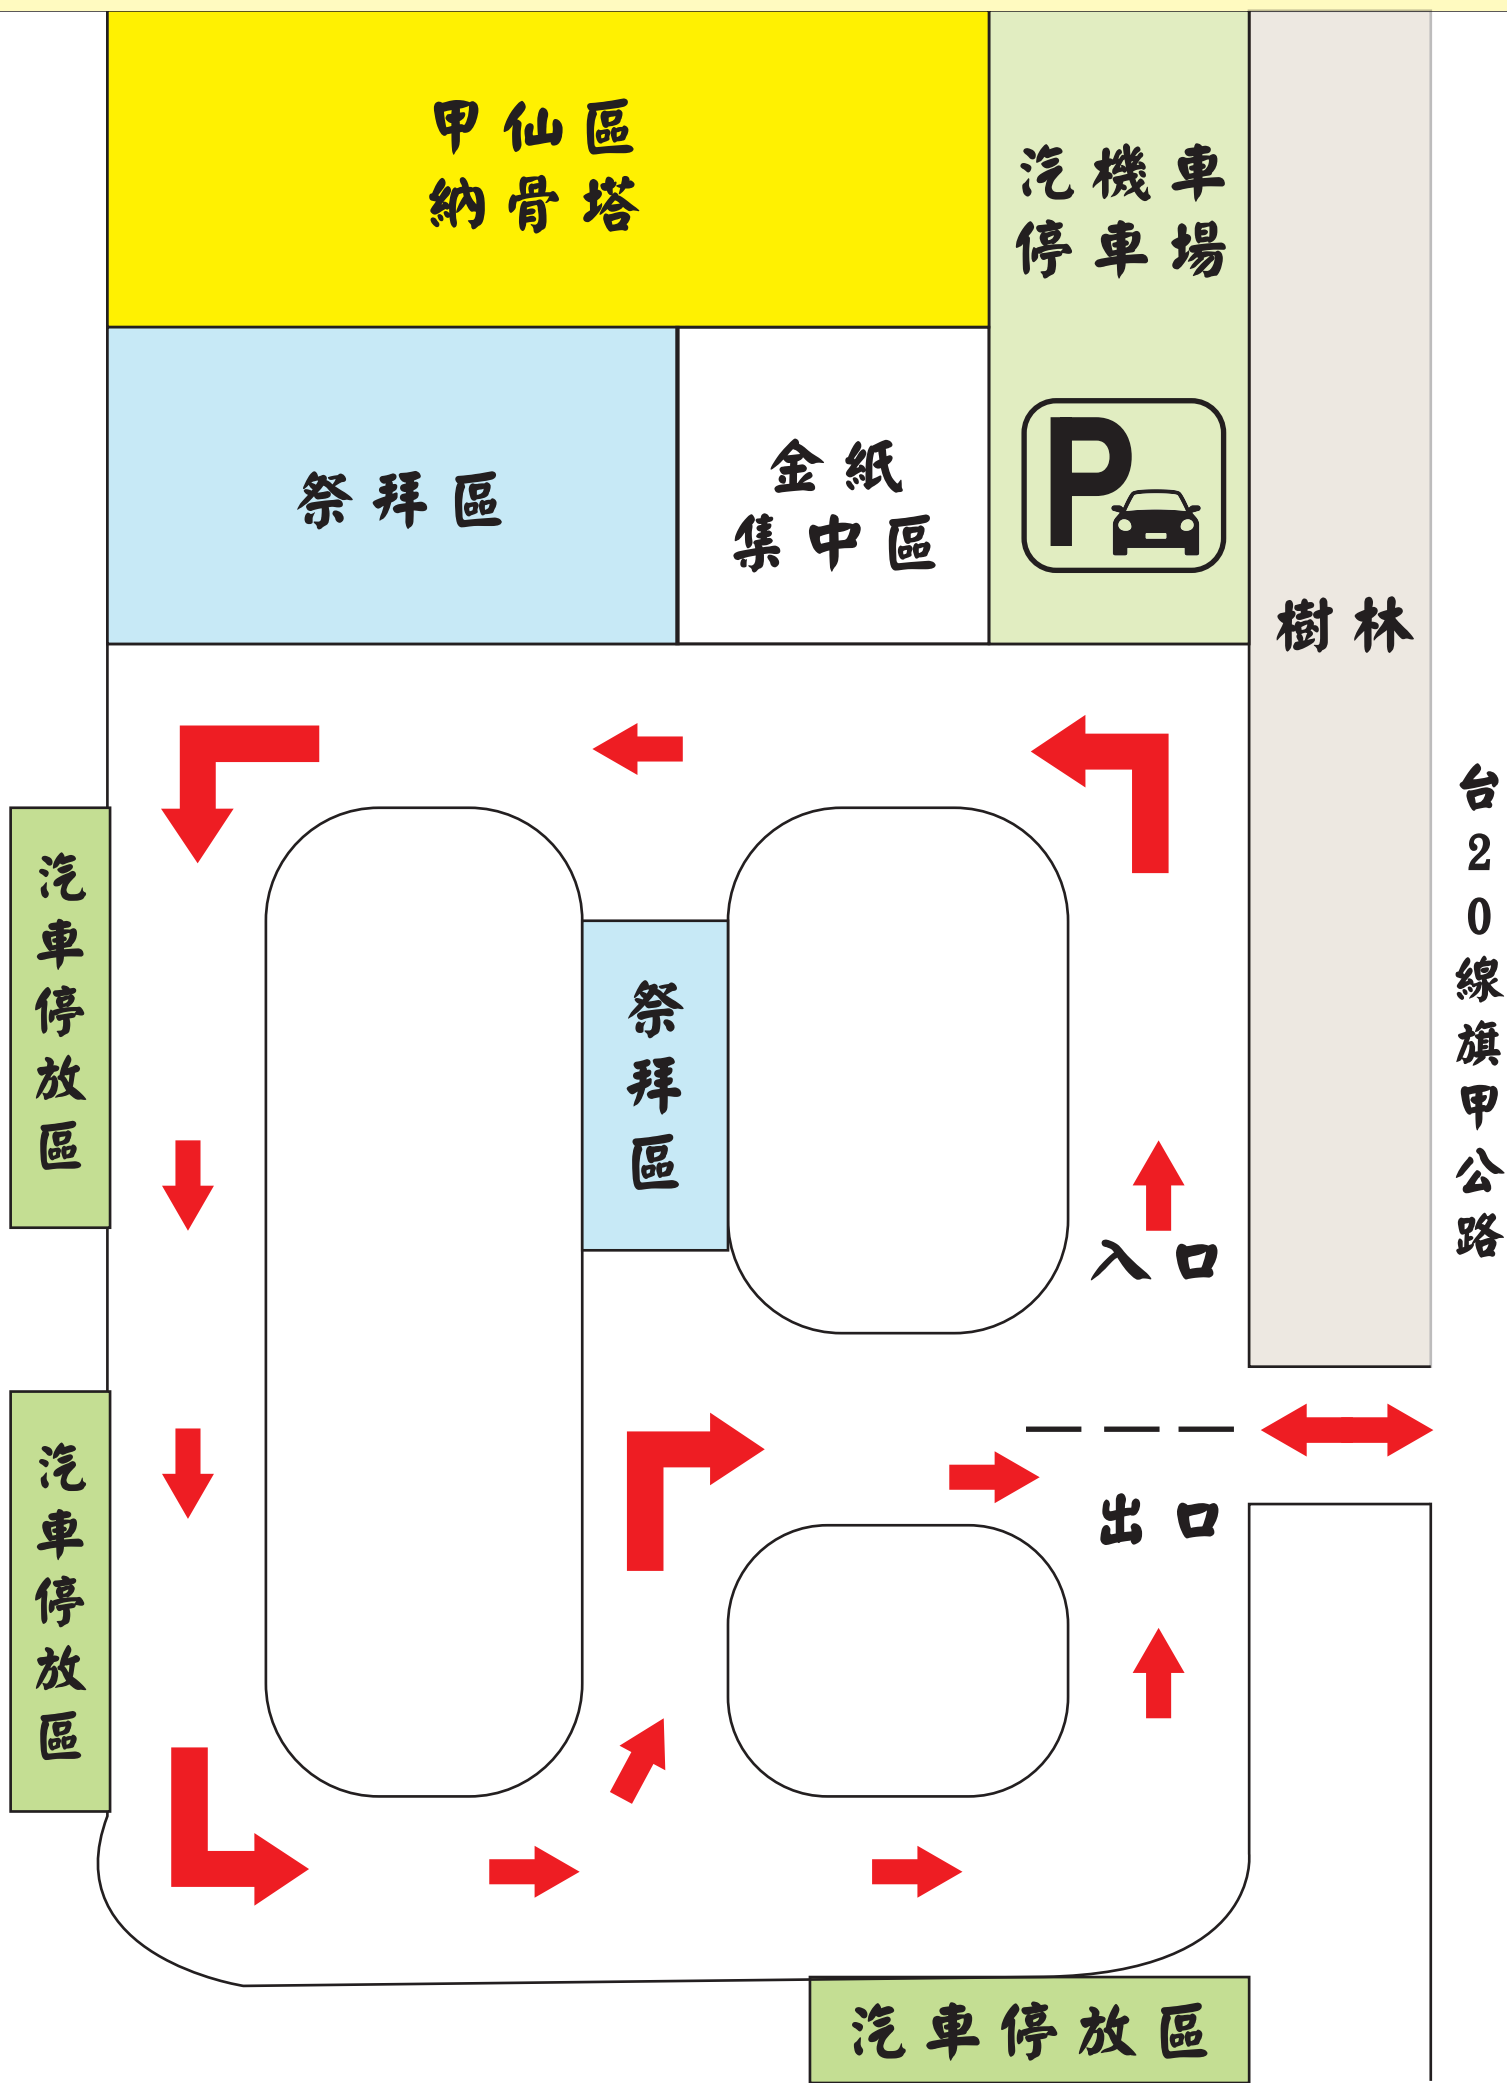 甲仙區
納骨塔
汽機車
停車場
祭拜區
金紙
集中區
P
樹林
台20線旗甲公路
汽車停放區
祭拜區
入口
汽車停放區
出口
汽車停放區